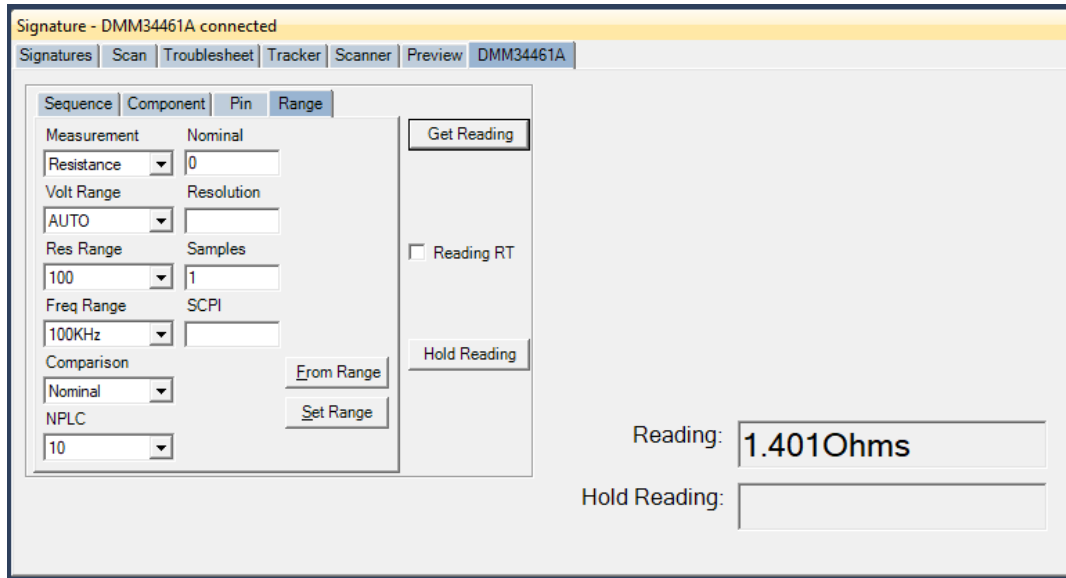 Signature - DMM34461A connected
Signatures Scan Troublesheet Tracker Scanner Preview DMM34461A
Sequence Component Pin Range
Measurement Nominal
Resistance 0
Volt Range Resolution
AUTO
Res Range Samples
100 1
Freq Range SCPI
100KHz
Comparison
Nominal
NPLC
10
From Range
Set Range
Get Reading
Reading RT
Hold Reading
Reading: 1.401Ohms
Hold Reading: